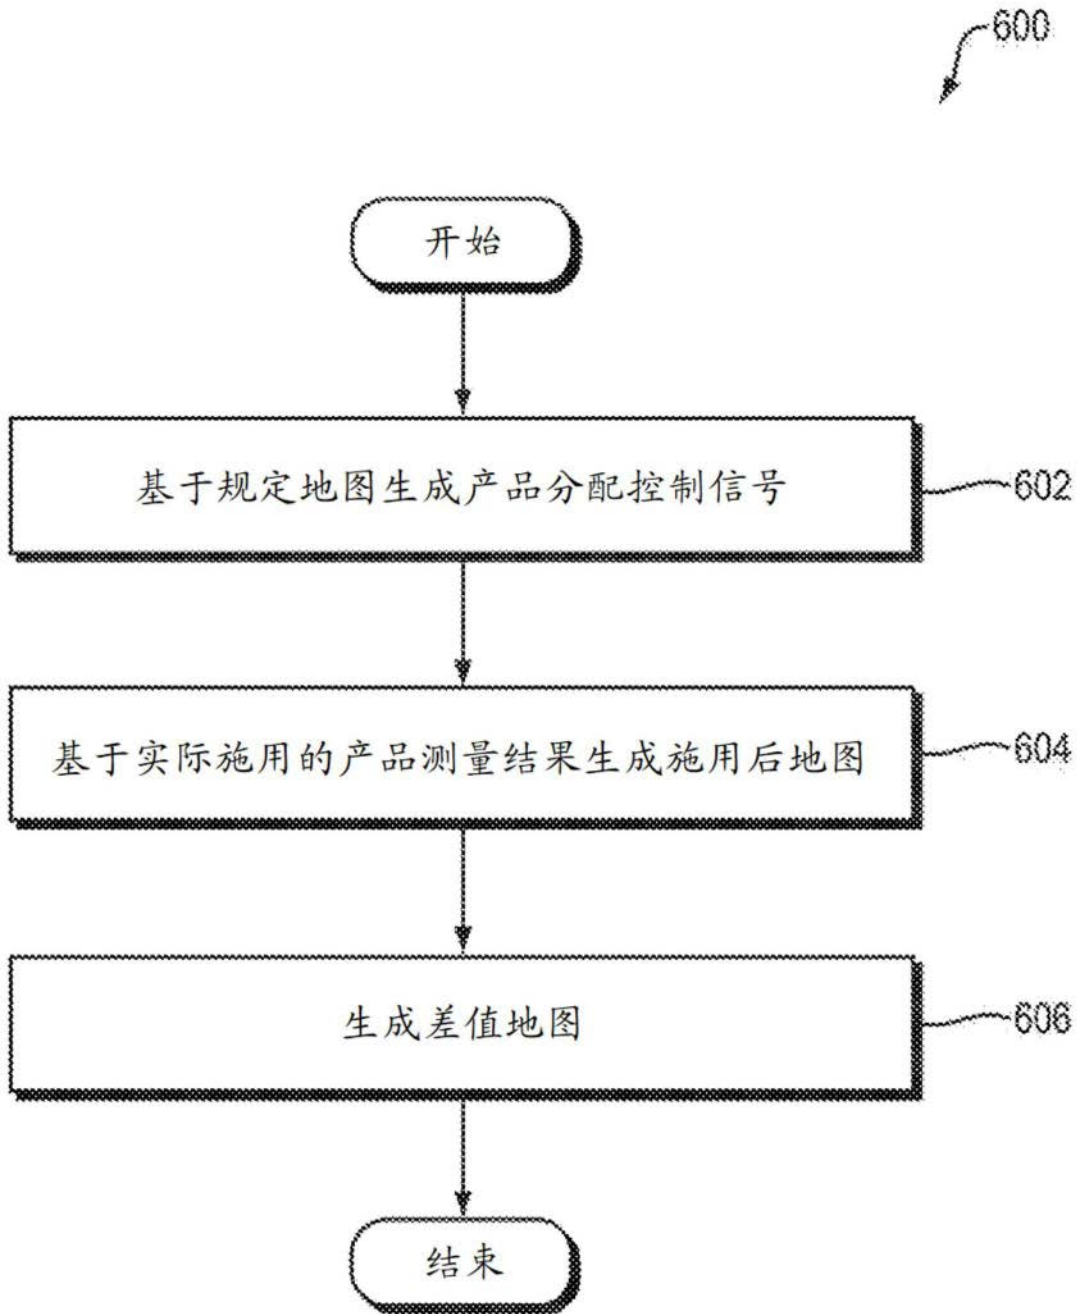 600
开始
基于规定地图生成产品分配控制信号
602
基于实际施用的产品测量结果生成施用后地图
604
生成差值地图
606
结束